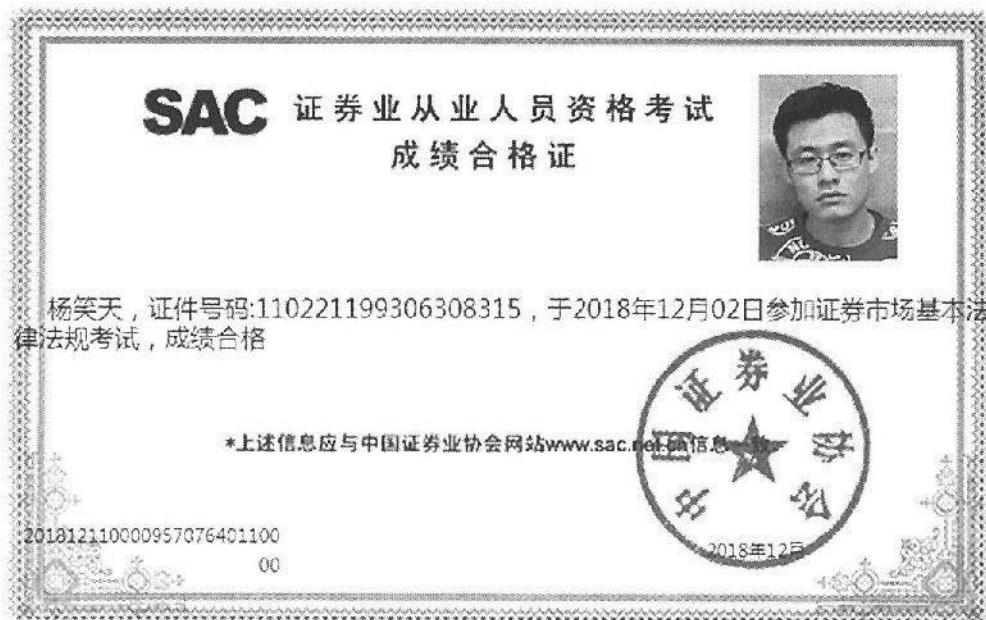 SAC 证券业从业人员资格考试
成绩合格证
杨笑天，证件号码:110221199306308315，于2018年12月02日参加证券市场基本法
律法规考试，成绩合格
*上述信息应与中国证券业协会网站www.sac.net.cn信息一致
中国证券业协会
201812110000957076401100
00
2018年12月